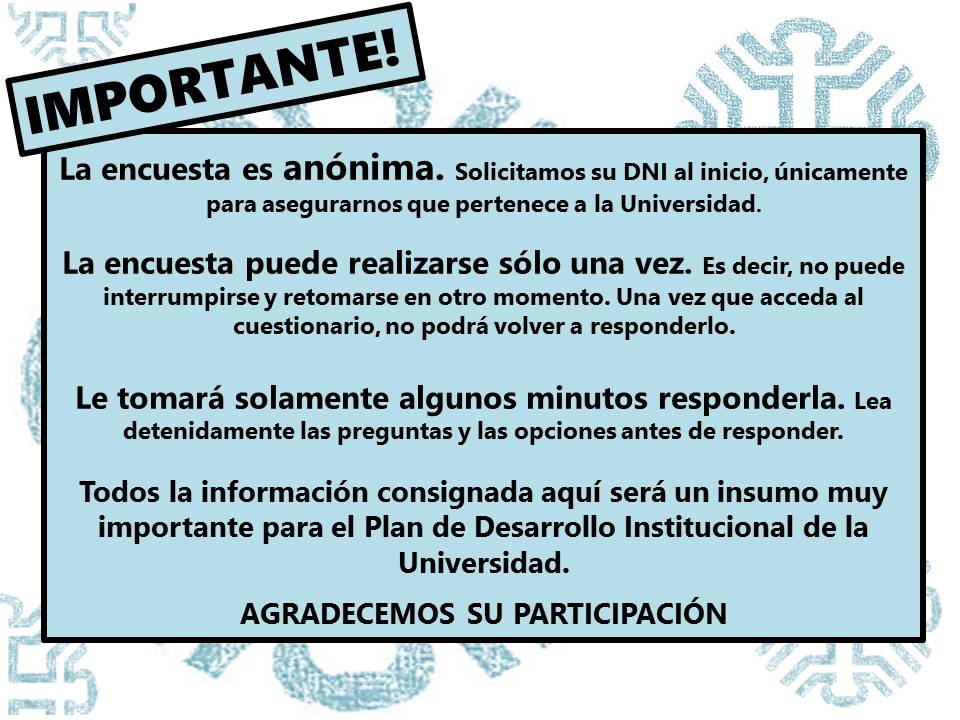 IMPORTANTE!
La encuesta es anónima. Solicitamos su DNI al inicio, únicamente
para asegurarnos que pertenece a la Universidad.
La encuesta puede realizarse sólo una vez. Es decir, no puede
interrumpirse y retomarse en otro momento. Una vez que acceda al
cuestionario, no podrá volver a responderlo.
Le tomará solamente algunos minutos responderla. Lea
detenidamente las preguntas y las opciones antes de responder.
Todos la información consignada aquí será un insumo muy
importante para el Plan de Desarrollo Institucional de la
Universidad.
AGRADECEMOS SU PARTICIPACIÓN